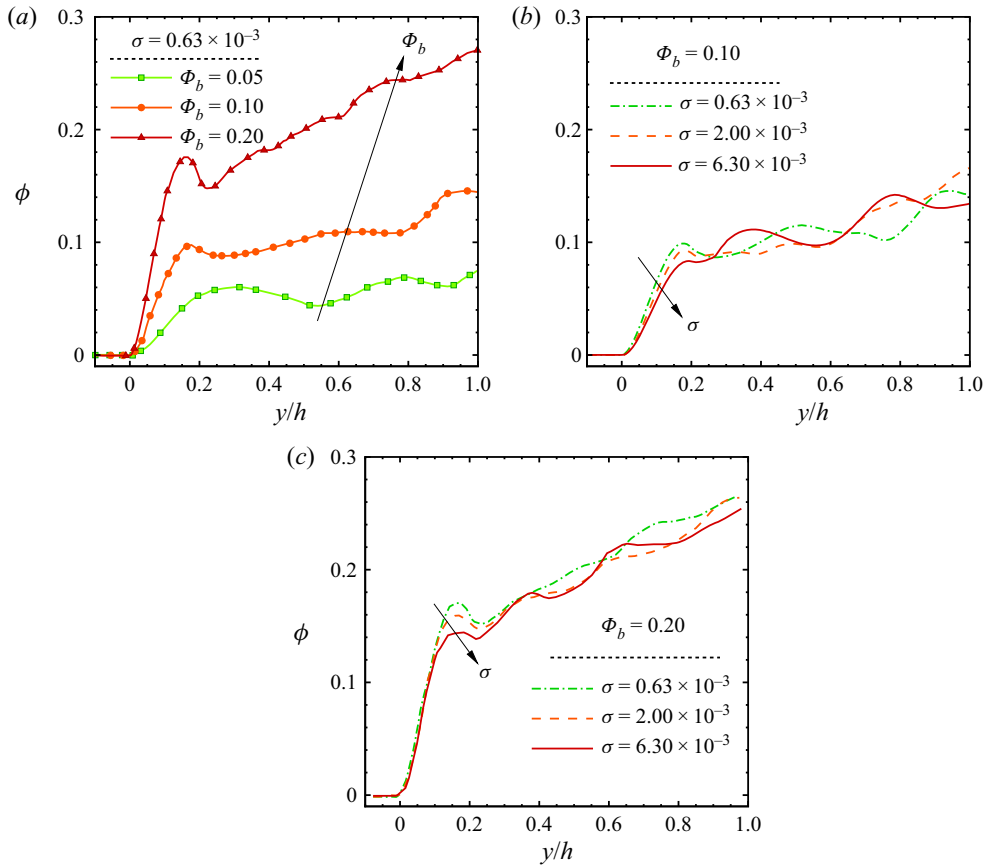 (a)
0.3
0.2
0.1
0
ϕ
σ = 0.63 × 10⁻³
Φ_b = 0.05
Φ_b = 0.10
Φ_b = 0.20
Φ_b
0 0.2 0.4 0.6 0.8 1.0
y/h
(b)
0.3
0.2
0.1
0
Φ_b = 0.10
σ = 0.63 × 10⁻³
σ = 2.00 × 10⁻³
σ = 6.30 × 10⁻³
σ
0 0.2 0.4 0.6 0.8 1.0
y/h
(c)
0.3
0.2
0.1
0
ϕ
σ
Φ_b = 0.20
σ = 0.63 × 10⁻³
σ = 2.00 × 10⁻³
σ = 6.30 × 10⁻³
0 0.2 0.4 0.6 0.8 1.0
y/h